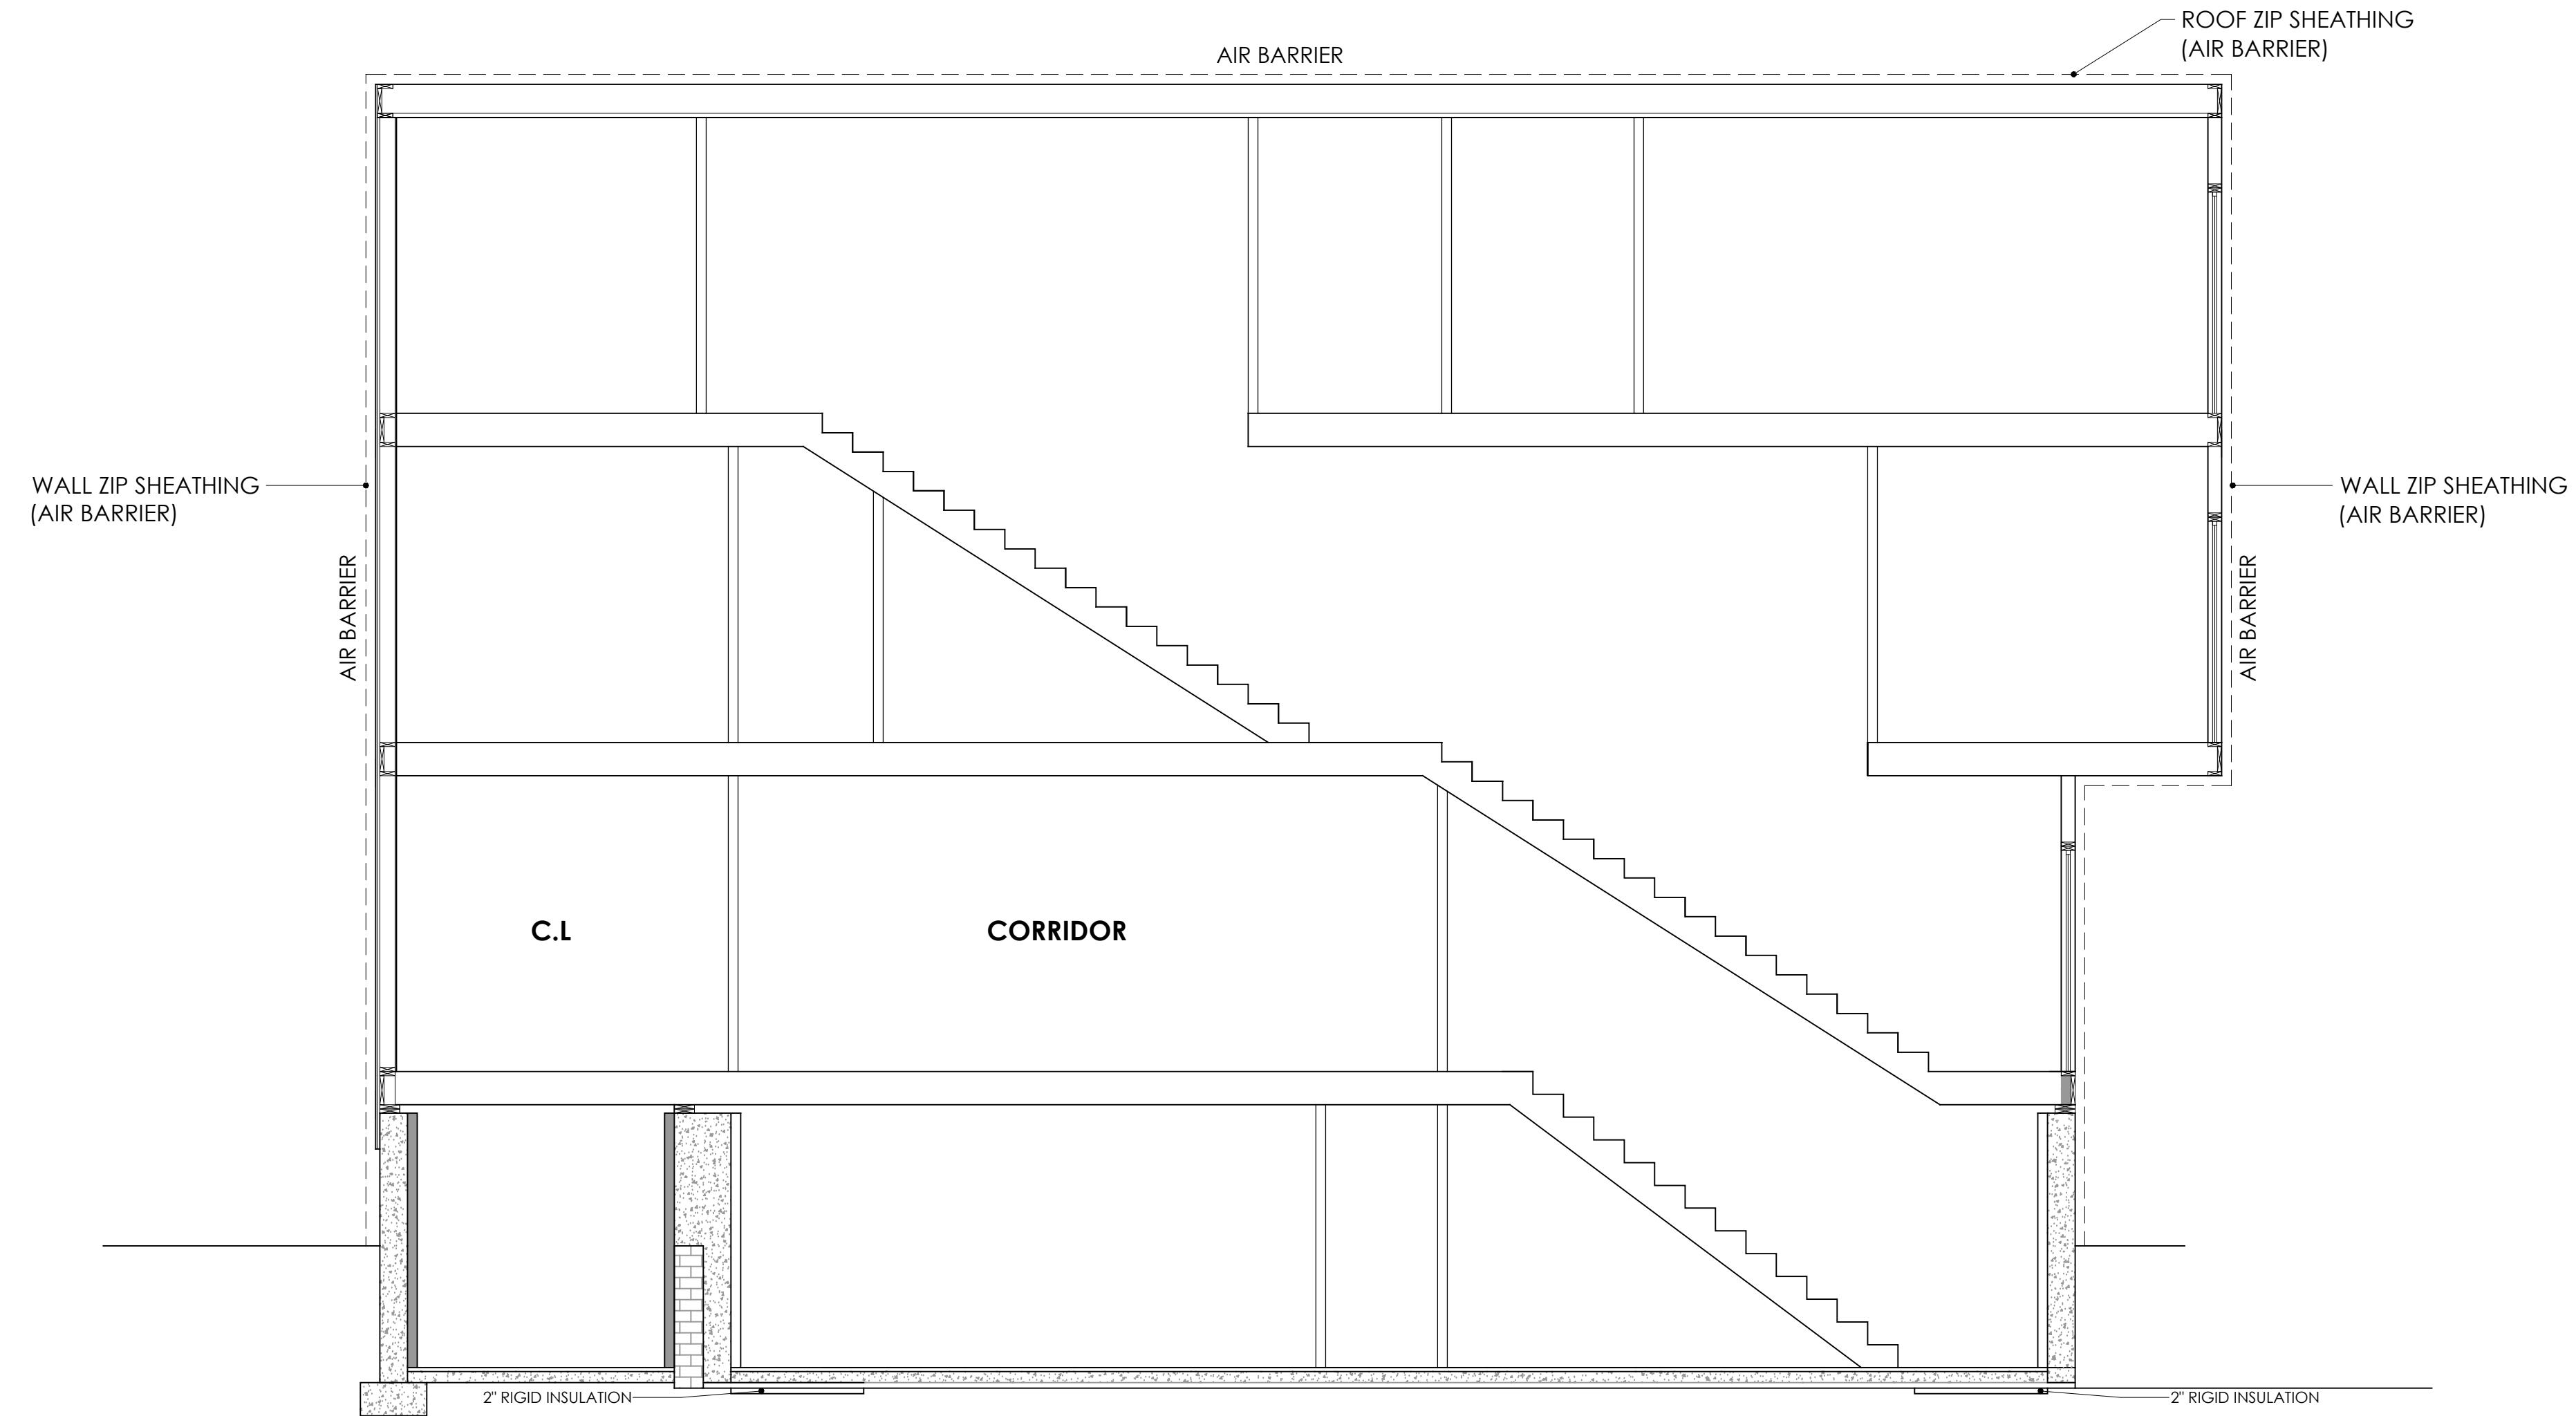 ROOF ZIP SHEATHING
(AIR BARRIER)
AIR BARRIER
WALL ZIP SHEATHING
(AIR BARRIER)
WALL ZIP SHEATHING
(AIR BARRIER)
AIR BARRIER
AIR BARRIER
C.L
CORRIDOR
2" RIGID INSULATION
2" RIGID INSULATION